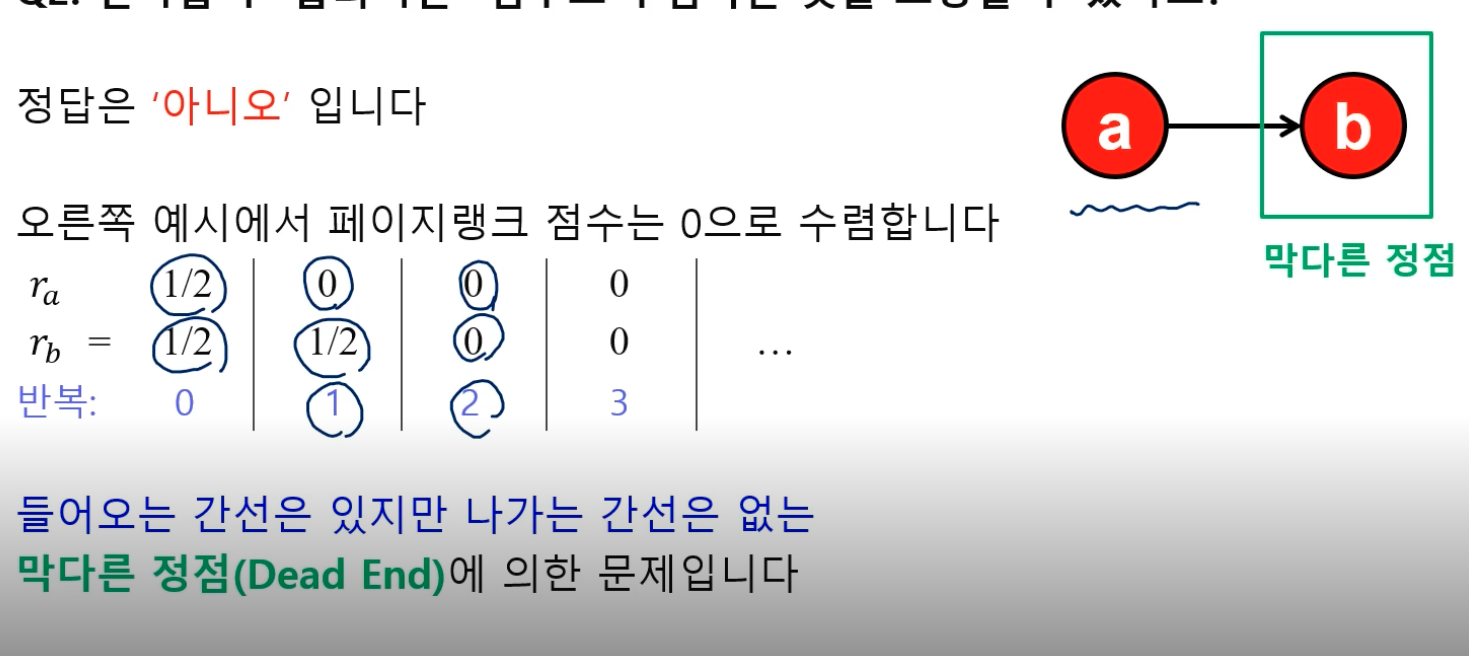 정답은 ‘아니오’ 입니다
a
b
막다른 정점
오른쪽 예시에서 페이지랭크 점수는 0으로 수렴합니다
rₐ 1/2 0 0 0
r_b = 1/2 1/2 0 0 …
반복: 0 1 2 3
들어오는 간선은 있지만 나가는 간선은 없는
막다른 정점(Dead End)에 의한 문제입니다